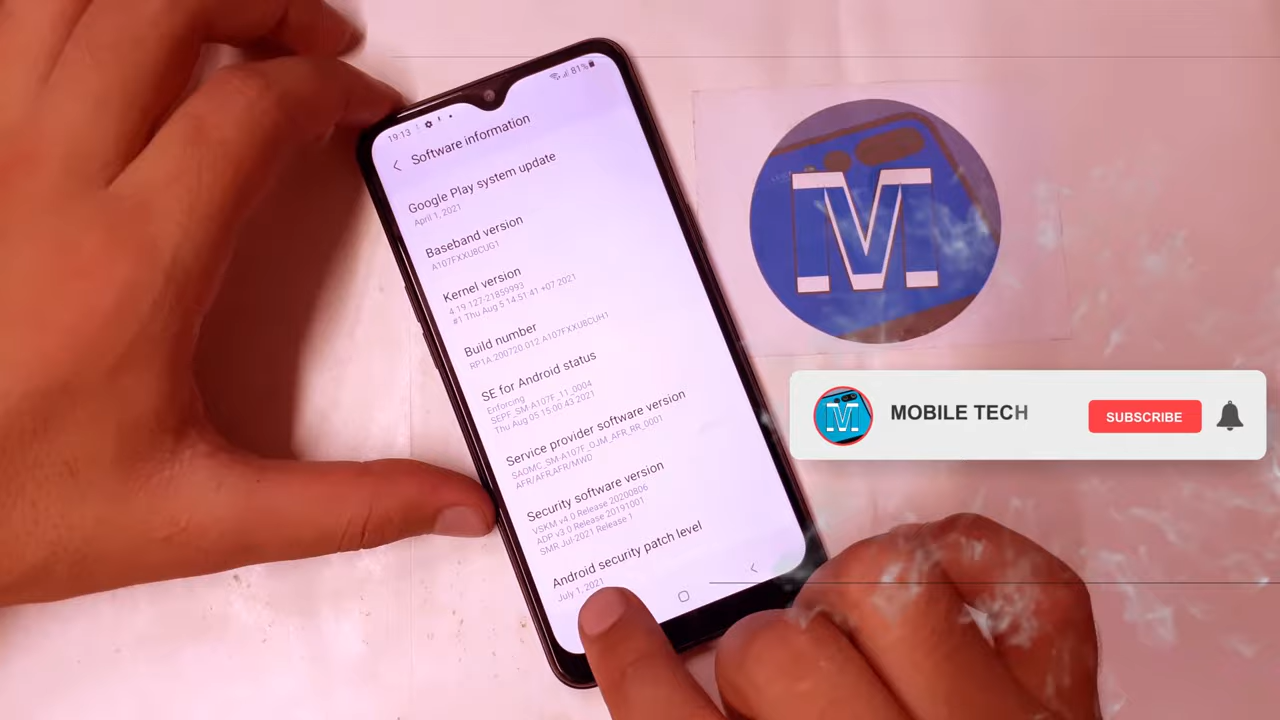 19:13
81%
Software information
Google Play system update
April 1, 2021
Baseband version
A107FXXU8CUG1
Kernel version
4.19.127-21859993
#1 Thu Aug 5 14:51:41 +07 2021
Build number
RP1A.200720.012.A107FXXU8CUH1
SE for Android status
Enforcing
SEPF_SM-A107F_11_0004
Thu Aug 05 15:00:43 2021
Service provider software version
SAOMC_SM-A107F_OJM_AFR_RR_0001
AFR/AFR,AFR/MWD
Security software version
VSKM v4.0 Release 20200806
ADP v3.0 Release 20191001
SMR Jul-2021 Release 1
Android security patch level
July 1, 2021
M
M
MOBILE TECH
SUBSCRIBE